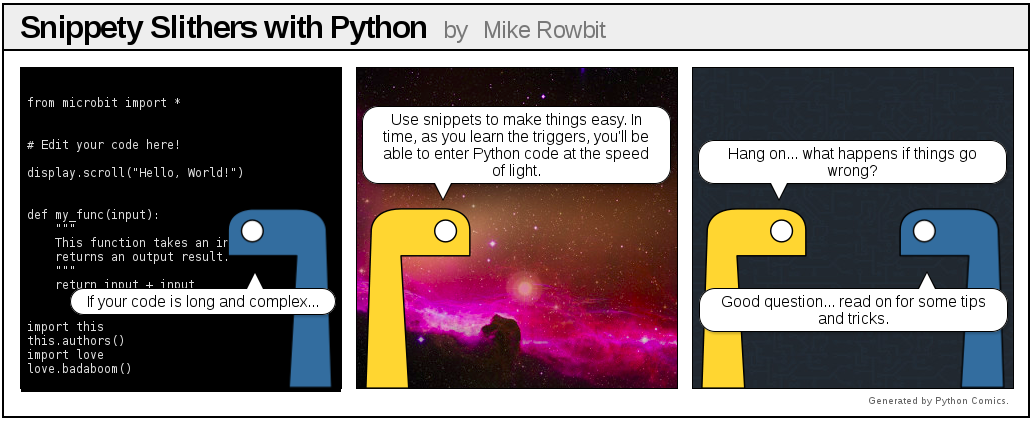 Snippety Slithers with Python by Mike Rowbit
from microbit import *
# Edit your code here!
display.scroll("Hello, World!")
def my_func(input):
"""
This function takes an in
returns an output result.
"""
return input + input
If your code is long and complex...
import this
this.authors()
import love
love.badaboom()
Use snippets to make things easy. In
time, as you learn the triggers, you'll be
able to enter Python code at the speed
of light.
Hang on... what happens if things go
wrong?
Good question... read on for some tips
and tricks.
Generated by Python Comics.